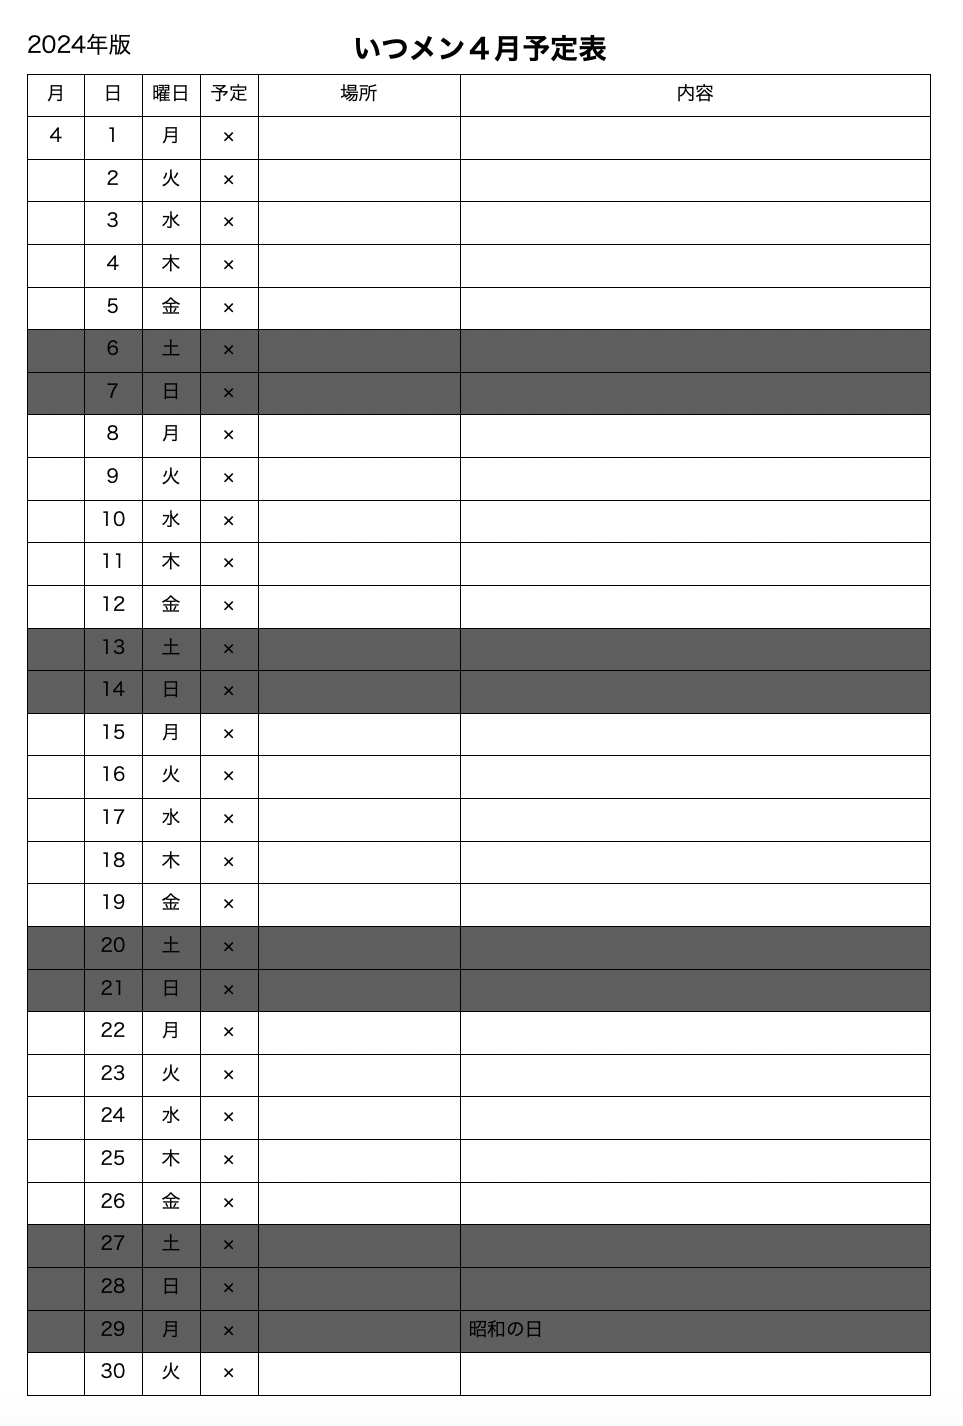 2024年版
いつメン４月予定表
月 日 曜日 予定 場所 内容
4 1 月 ×
2 火 ×
3 水 ×
4 木 ×
5 金 ×
6 土 ×
7 日 ×
8 月 ×
9 火 ×
10 水 ×
11 木 ×
12 金 ×
13 土 ×
14 日 ×
15 月 ×
16 火 ×
17 水 ×
18 木 ×
19 金 ×
20 土 ×
21 日 ×
22 月 ×
23 火 ×
24 水 ×
25 木 ×
26 金 ×
27 土 ×
28 日 ×
29 月 × 昭和の日
30 火 ×